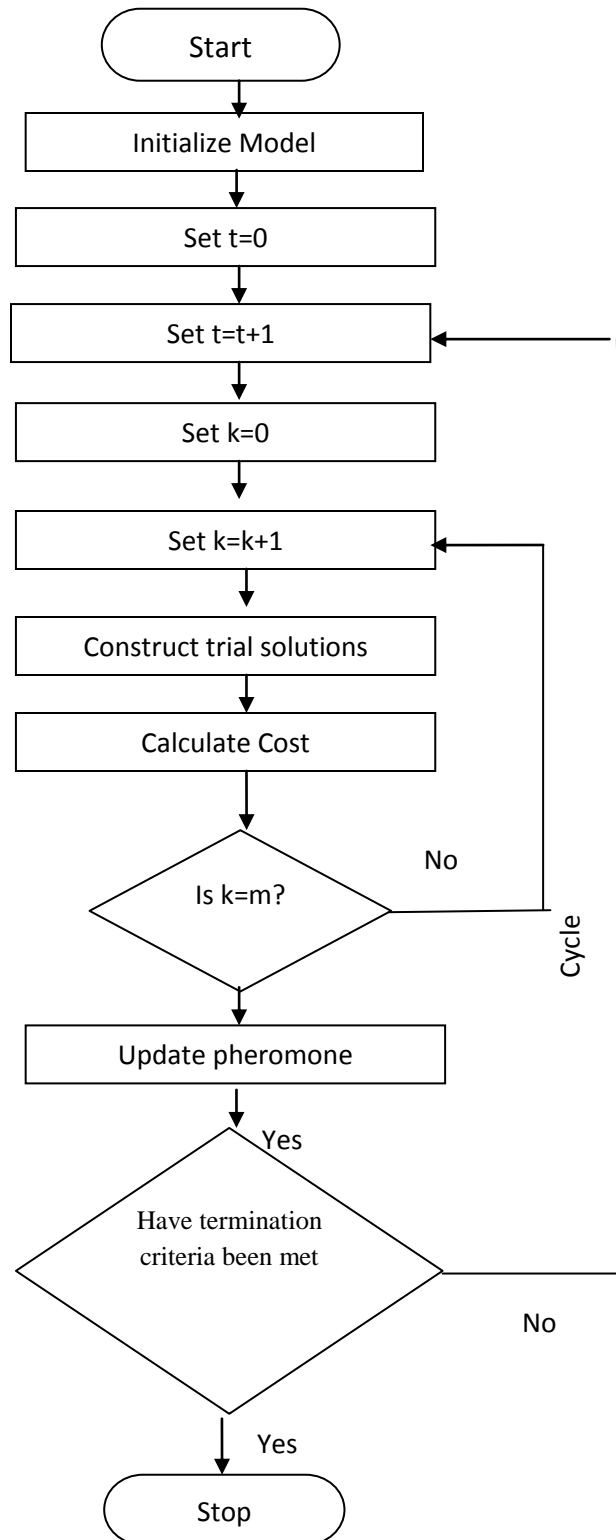 Start
Initialize Model
Set t=0
Set t=t+1
Set k=0
Set k=k+1
Construct trial solutions
Calculate Cost
Is k=m?
No
Cycle
Update pheromone
Yes
Have termination
criteria been met
No
Yes
Stop